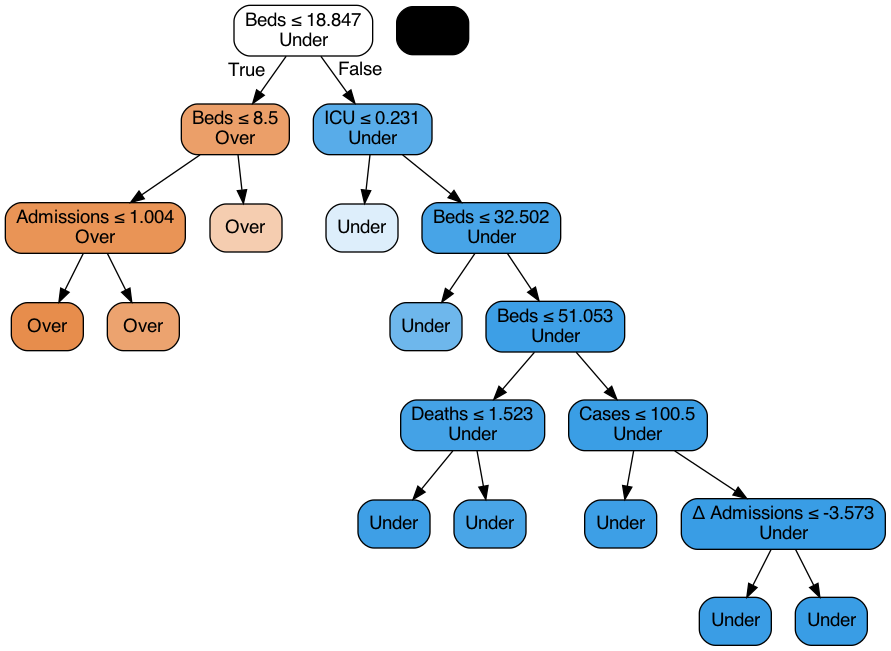 Beds ≤ 18.847
Under
True
False
Beds ≤ 8.5
Over
ICU ≤ 0.231
Under
Admissions ≤ 1.004
Over
Over
Under
Beds ≤ 32.502
Under
Over
Over
Under
Beds ≤ 51.053
Under
Deaths ≤ 1.523
Under
Cases ≤ 100.5
Under
Under
Under
Under
Δ Admissions ≤ -3.573
Under
Under
Under